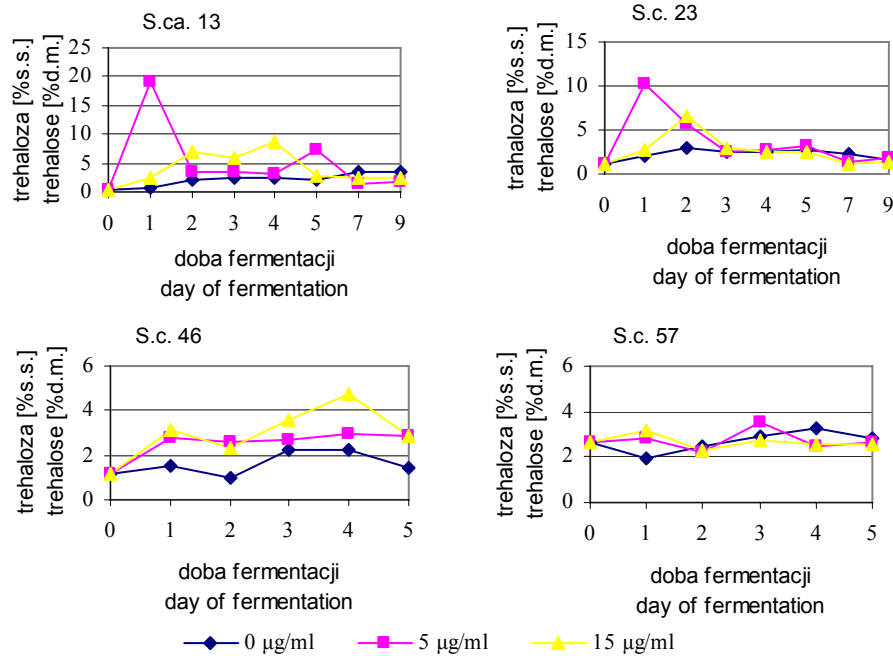 S.ca. 13
trehaloza [%s.s.]
trehalose [%d.m.]
25
20
15
10
5
0
0 1 2 3 4 5 7 9
doba fermentacji
day of fermentation
S.c. 23
trahaloza [%s.s.]
trehalose [%d.m.]
15
10
5
0
0 1 2 3 4 5 7 9
doba fermentacji
day of fermentation
S.c. 46
trehaloza [%s.s.]
trehalose [%d.m.]
6
4
2
0
0 1 2 3 4 5
doba fermentacji
day of fermentation
S.c. 57
trehaloza [%s.s.]
trehalose [%d.m.]
6
4
2
0
0 1 2 3 4 5
doba fermentacji
day of fermentation
0 µg/ml 5 µg/ml 15 µg/ml